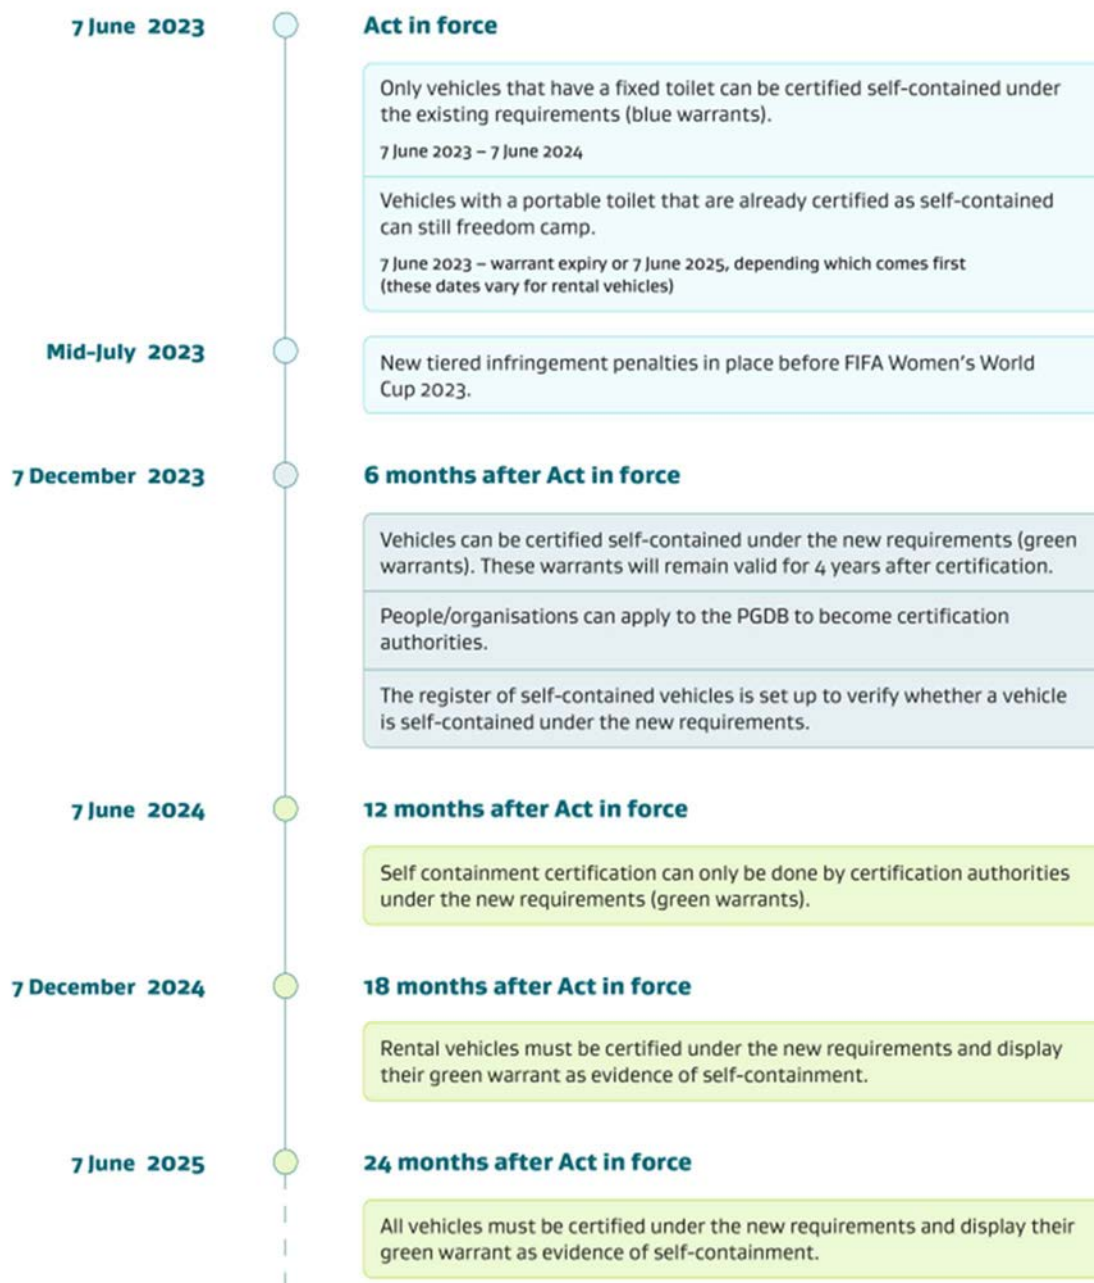 7 June 2023
Act in force
Only vehicles that have a fixed toilet can be certified self-contained under
the existing requirements (blue warrants).
7 June 2023 – 7 June 2024
Vehicles with a portable toilet that are already certified as self-contained
can still freedom camp.
7 June 2023 – warrant expiry or 7 June 2025, depending which comes first
(these dates vary for rental vehicles)
Mid-July 2023
New tiered infringement penalties in place before FIFA Women's World
Cup 2023.
7 December 2023
6 months after Act in force
Vehicles can be certified self-contained under the new requirements (green
warrants). These warrants will remain valid for 4 years after certification.
People/organisations can apply to the PGDB to become certification
authorities.
The register of self-contained vehicles is set up to verify whether a vehicle
is self-contained under the new requirements.
7 June 2024
12 months after Act in force
Self containment certification can only be done by certification authorities
under the new requirements (green warrants).
7 December 2024
18 months after Act in force
Rental vehicles must be certified under the new requirements and display
their green warrant as evidence of self-containment.
7 June 2025
24 months after Act in force
All vehicles must be certified under the new requirements and display their
green warrant as evidence of self-containment.